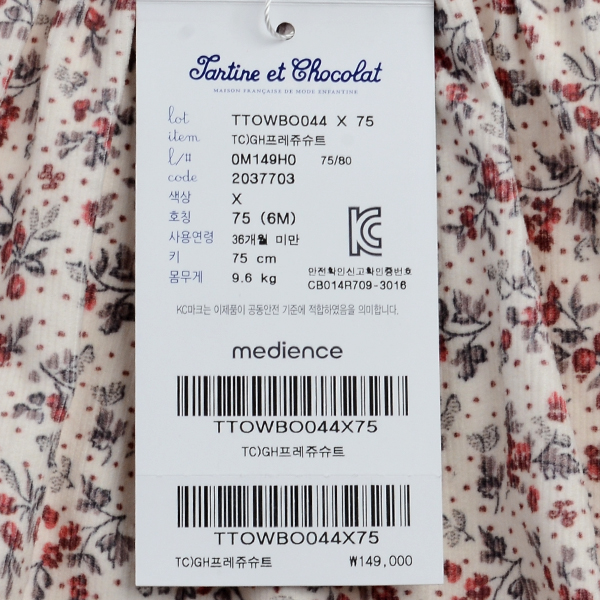 Tartine et Chocolat
MAISON FRANÇAISE DE MODE ENFANTINE
lot TTOWBO044 X 75
item TC)GH프레쥬슈트
l/# 0M149H0 75/80
code 2037703
색상 X
호칭 75 (6M)
사용연령 36개월 미만
키 75 cm
몸무게 9.6 kg
안전확인신고확인증번호
CB014R709-3016
KC마크는 이제품이 공동안전 기준에 적합하였음을 의미합니다.
medience
TTOWBO044X75
TC)GH프레쥬슈트
TTOWBO044X75
TC)GH프레쥬슈트 ₩149,000